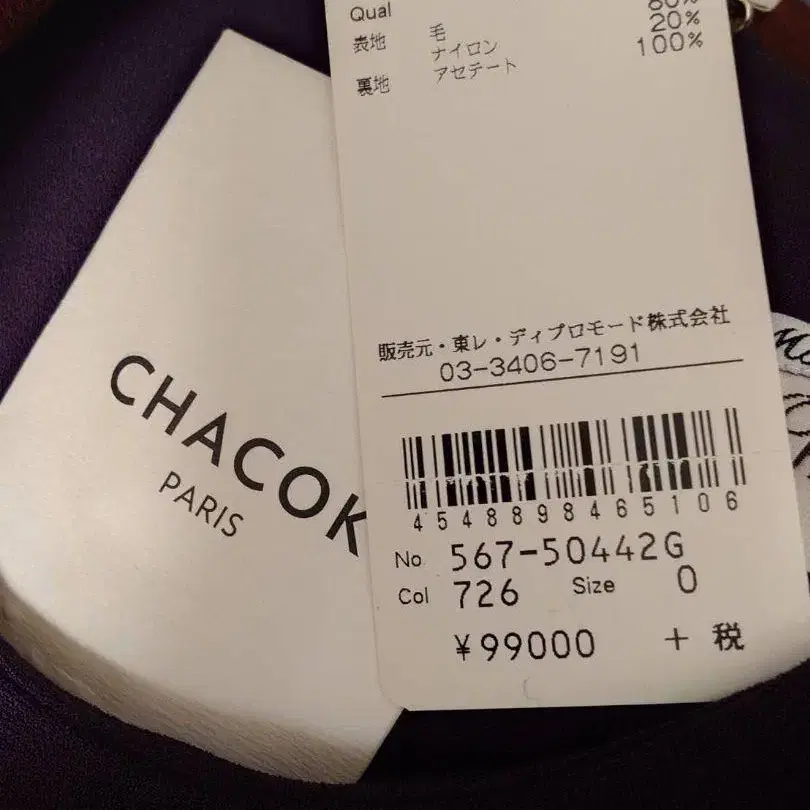 CHACOK
PARIS
Qual
80%
表地 毛 20%
ナイロン 100%
裏地 アセテート
販売元・東レ・ディプロモード株式会社
03-3406-7191
4548898465106
No 567-50442G
Col 726 Size 0
¥99000 + 税